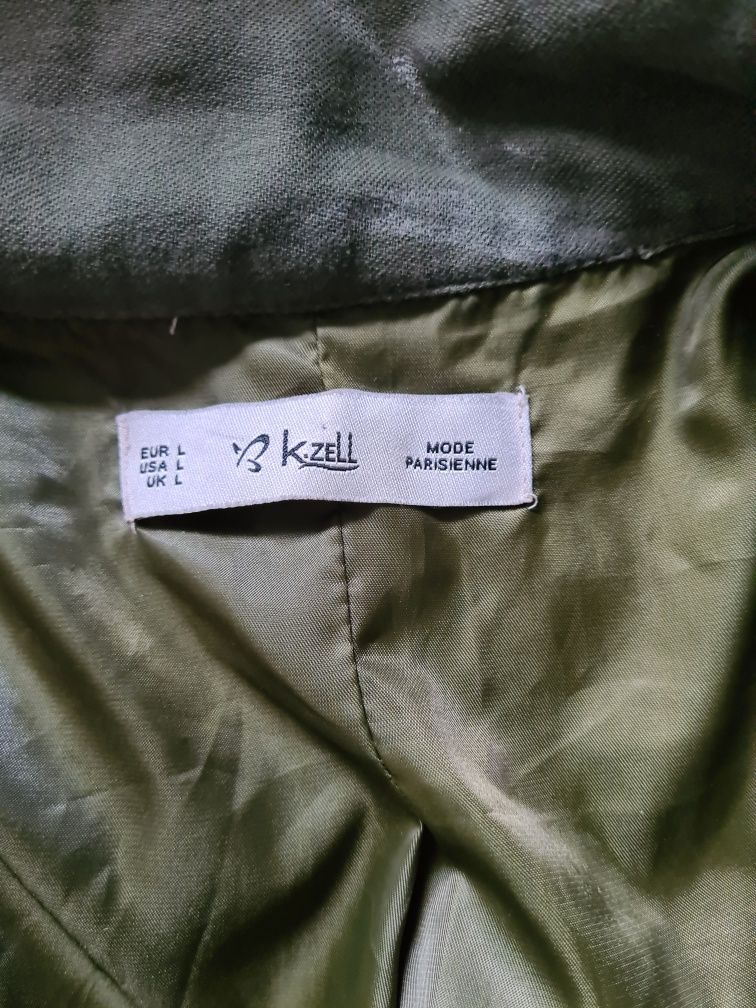 EUR L
USA L
UK L
K.ZELL
MODE
PARISIENNE